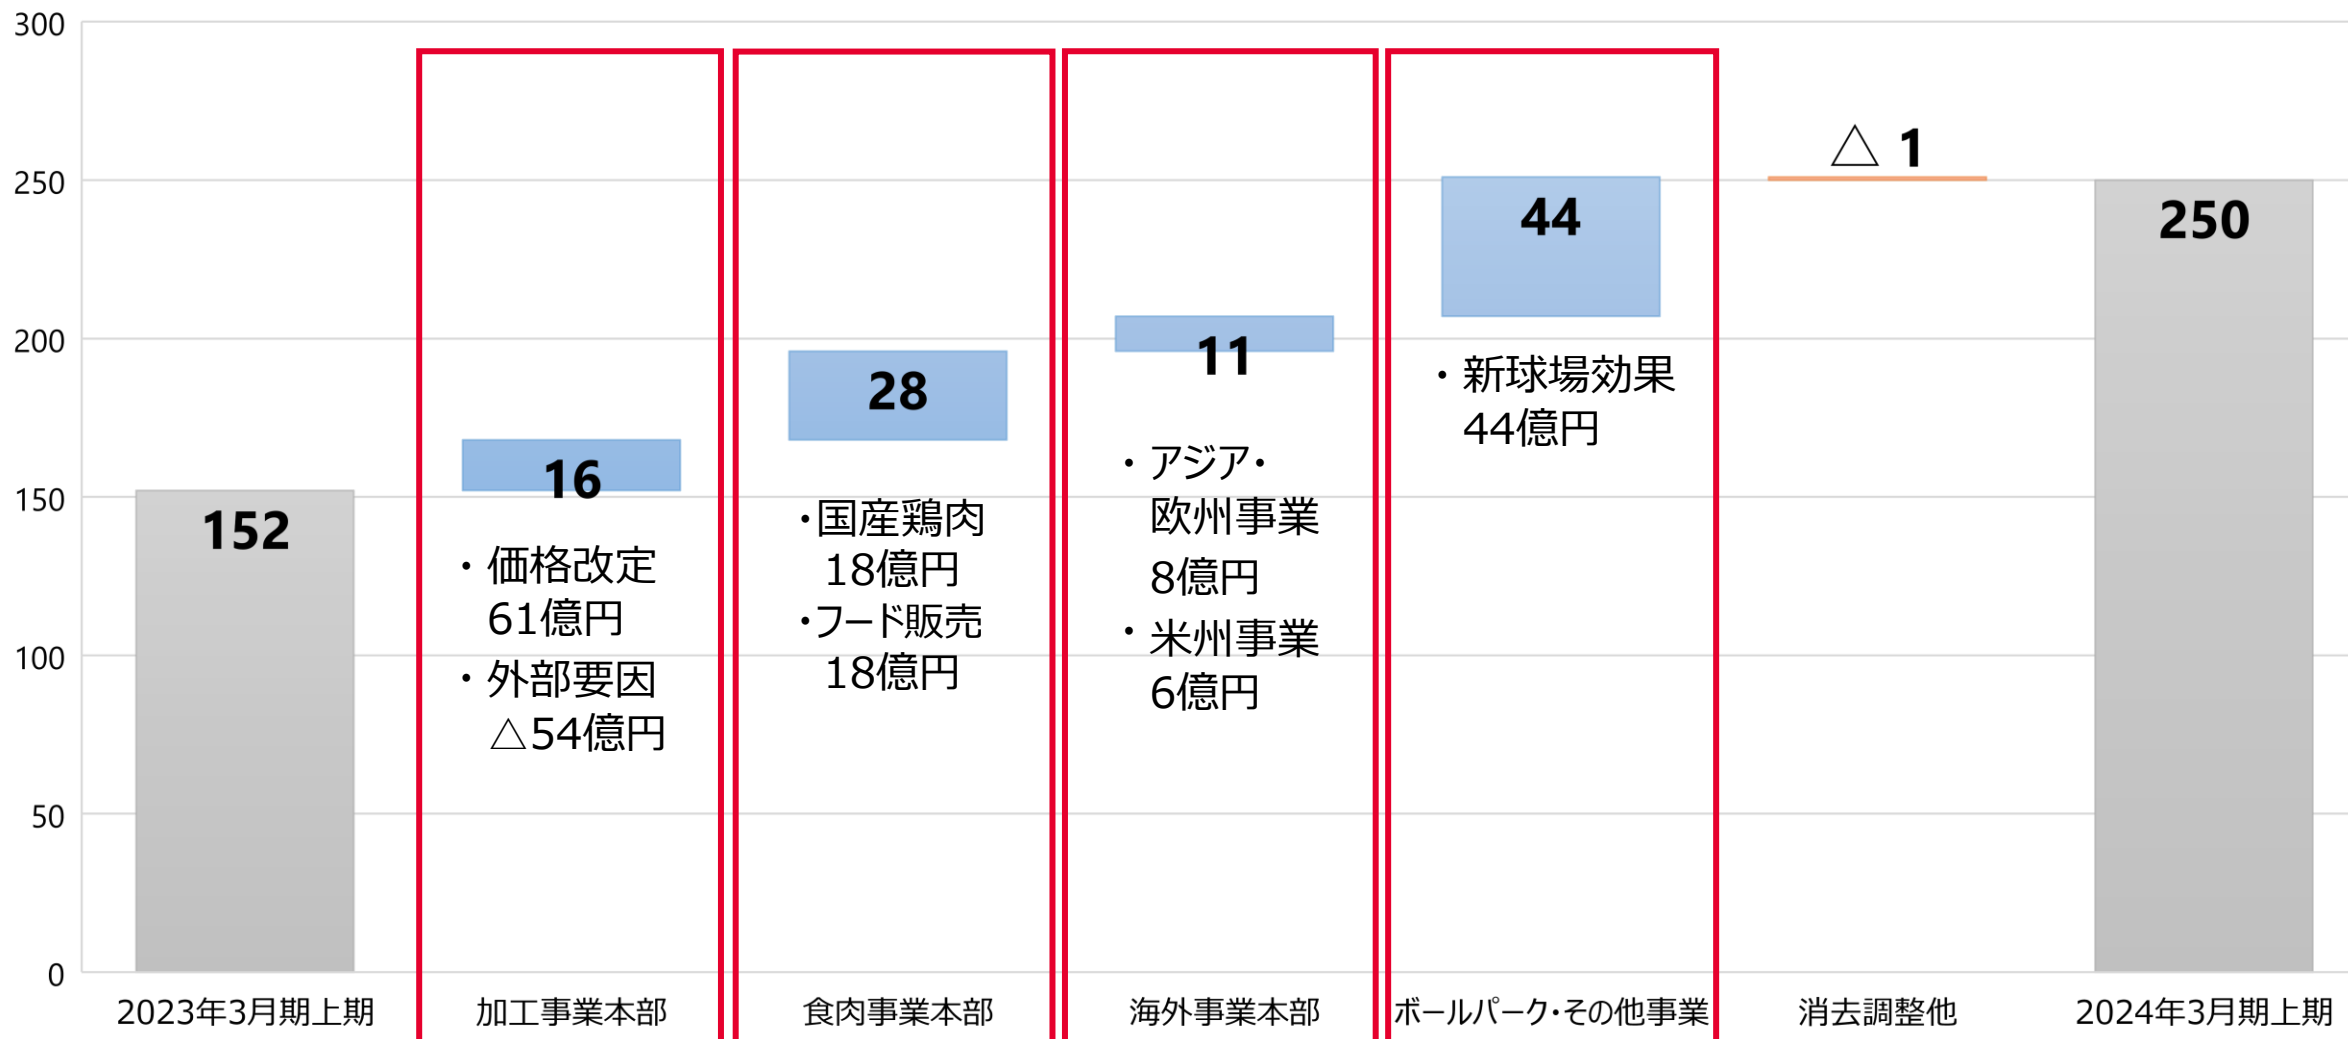 300
250
200
150
100
50
0
152
16
・価格改定
61億円
・外部要因
△54億円
28
・国産鶏肉
18億円
・フード販売
18億円
11
・アジア・
欧州事業
8億円
・米州事業
6億円
44
・新球場効果
44億円
△ 1
250
2023年3月期上期
加工事業本部
食肉事業本部
海外事業本部
ボールパーク・その他事業
消去調整他
2024年3月期上期